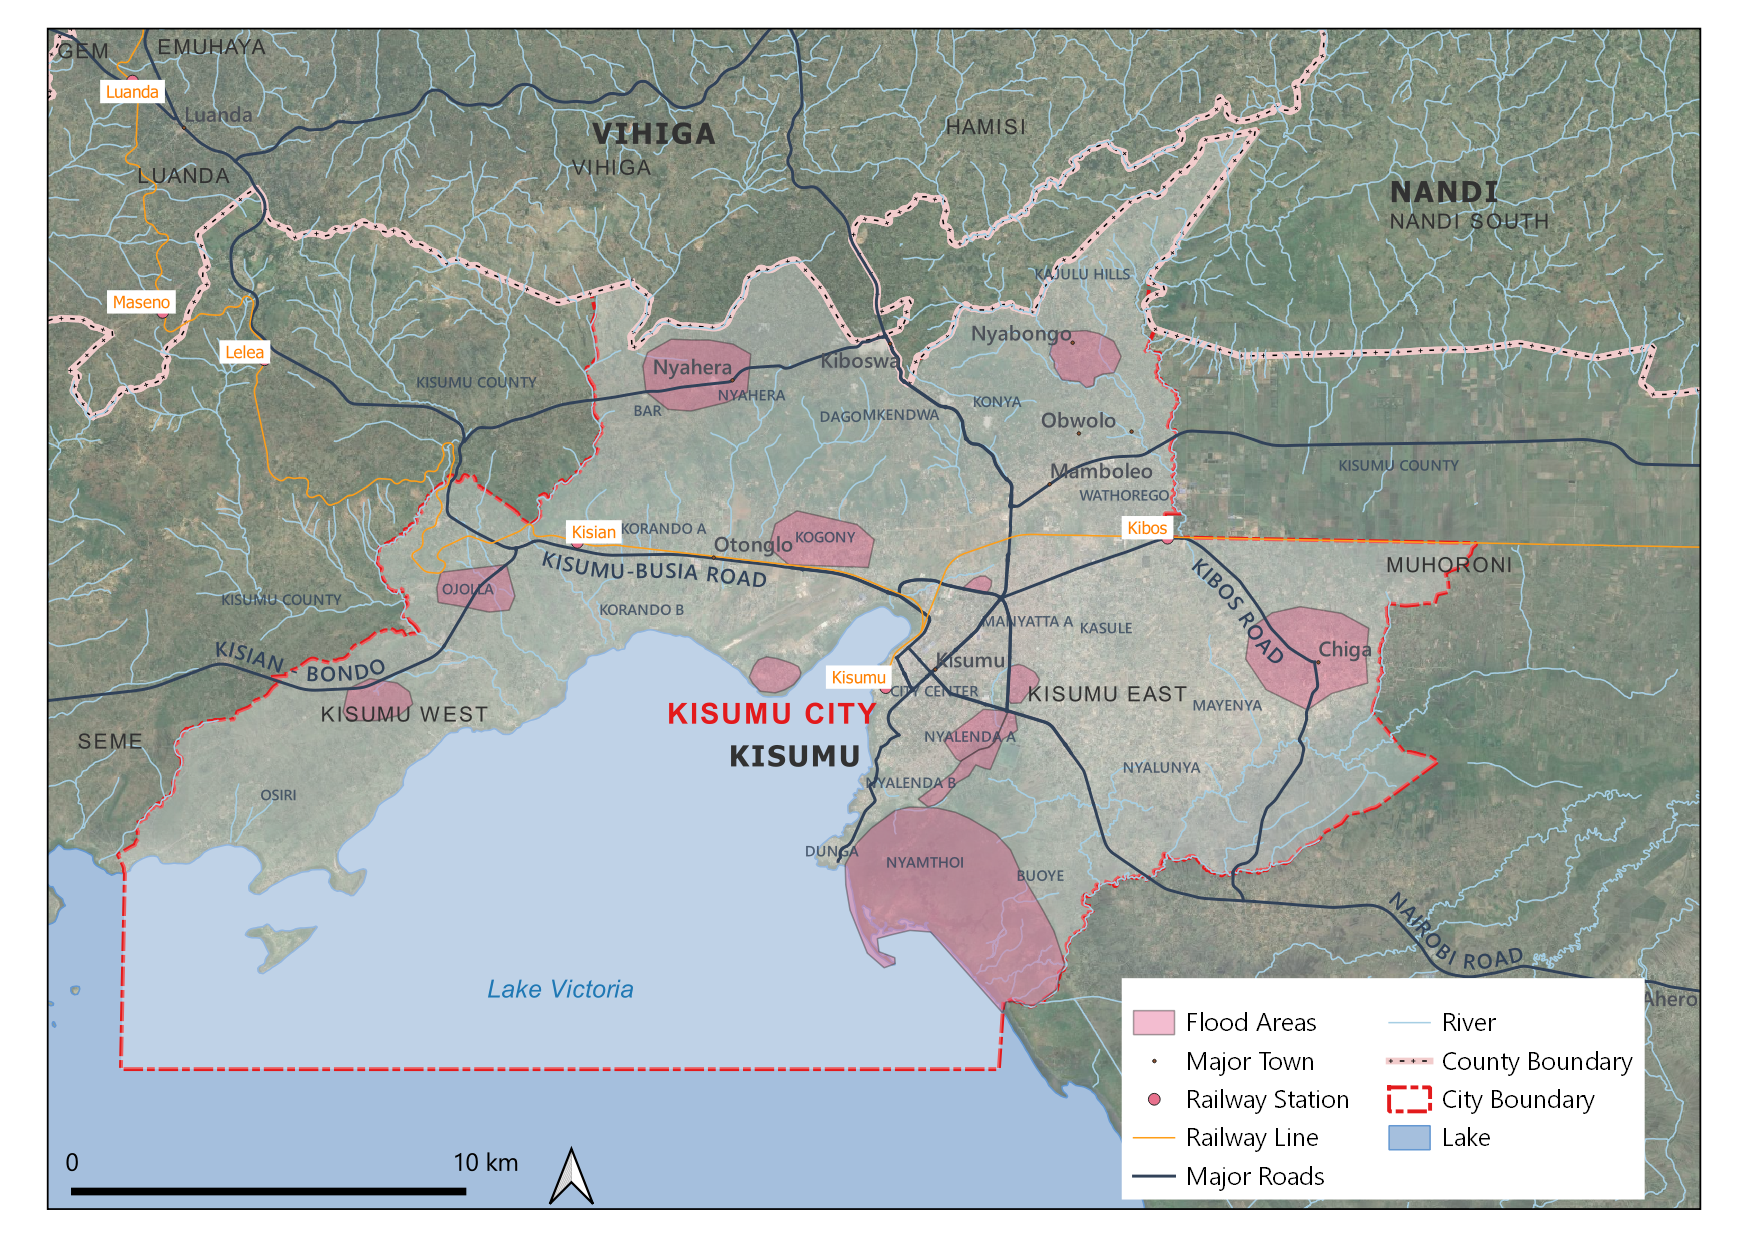 GEM
EMUHAYA
Luanda
Luanda
VIHIGA
VIHIGA
HAMISI
LUANDA
NANDI
NANDI SOUTH
KAJULU HILLS
Maseno
Lelea
Nyabongo
Kiboswa
Nyahera
KISUMU COUNTY
NYAHERA
BAR
DAGO
MKENDWA
KONYA
Obwolo
KISUMU COUNTY
Mamboleo
WATHOREGO
Kibos
Kisian
KORANDO A
KOGONY
Otonglo
KISUMU-BUSIA ROAD
MUHORONI
OJOLLA
KISUMU COUNTY
KORANDO B
KIBOS ROAD
MANYATTA A
KASULE
Chiga
KISIAN - BONDO
Kisumu
Kisumu
CITY CENTER
KISUMU EAST
MAYENYA
KISUMU WEST
KISUMU CITY
KISUMU
SEME
NYALENDA A
NYALUNYA
NYALENDA B
OSIRI
DUNGA
NYAMTHOI
BUOYE
NAIROBI ROAD
Lake Victoria
Ahero
Flood Areas
Major Town
Railway Station
Railway Line
Major Roads
River
County Boundary
City Boundary
Lake
0
10 km